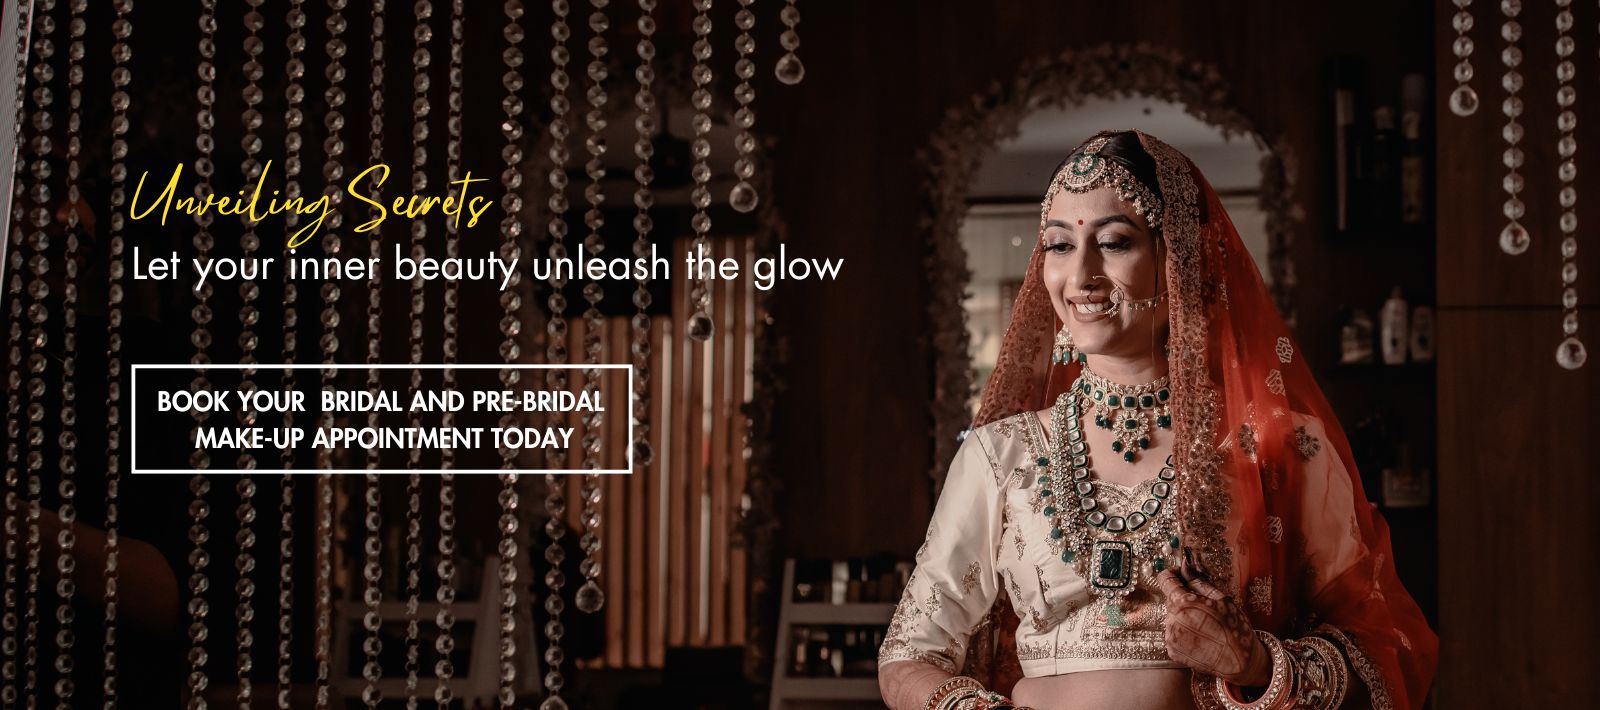 Unveiling Secrets
Let your inner beauty unleash the glow
BOOK YOUR BRIDAL AND PRE-BRIDAL
MAKE-UP APPOINTMENT TODAY